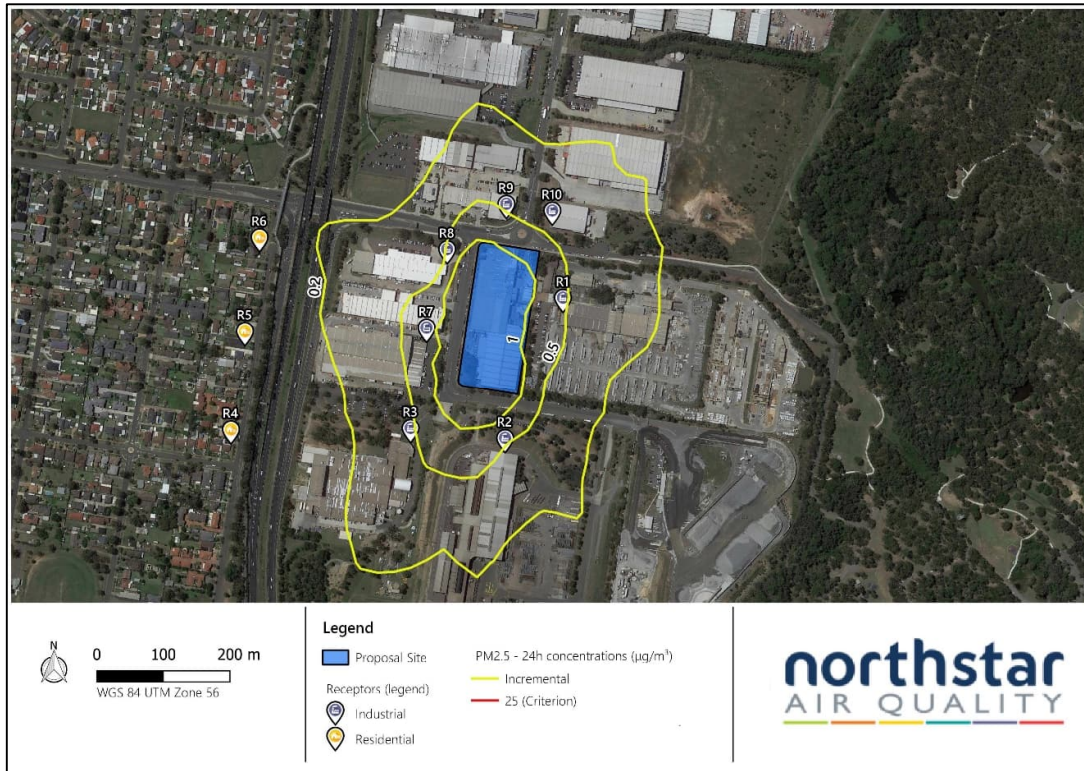 R9
R10
R6
R8
0.2
R1
R5
R7
1
0.5
R3
R4
R2
N
0 100 200 m
WGS 84 UTM Zone 56
Legend
Proposal Site
Receptors (legend)
Industrial
Residential
PM2.5 - 24h concentrations (µg/m³)
Incremental
25 (Criterion)
northstar
AIR QUALITY